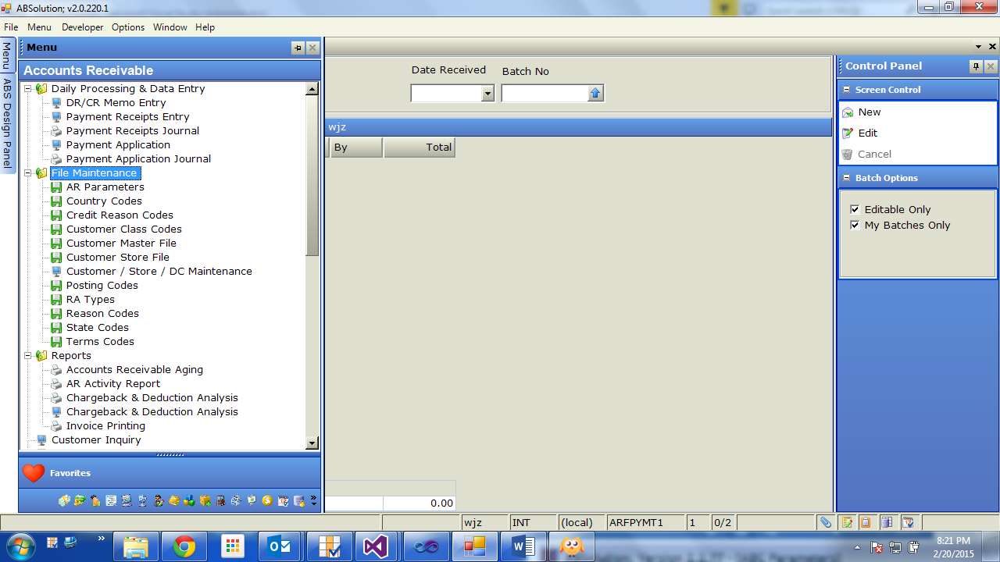 ABSolution; v2.0.220.1
File Menu Developer Options Window Help
Menu
ABS Design Panel
Menu
Accounts Receivable
Daily Processing & Data Entry
DR/CR Memo Entry
Payment Receipts Entry
Payment Receipts Journal
Payment Application
Payment Application Journal
File Maintenance
AR Parameters
Country Codes
Credit Reason Codes
Customer Class Codes
Customer Master File
Customer Store File
Customer / Store / DC Maintenance
Posting Codes
RA Types
Reason Codes
State Codes
Terms Codes
Reports
Accounts Receivable Aging
AR Activity Report
Chargeback & Deduction Analysis
Chargeback & Deduction Analysis
Invoice Printing
Customer Inquiry
Favorites
Date Received Batch No
wjz
By Total
0.00
Control Panel
Screen Control
New
Edit
Cancel
Batch Options
Editable Only
My Batches Only
wjz INT (local) ARFPYMT1 1 0/2
8:21 PM
2/20/2015